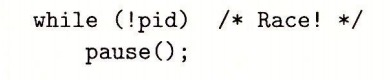 while (!pid)  /* Race! */
    pause();